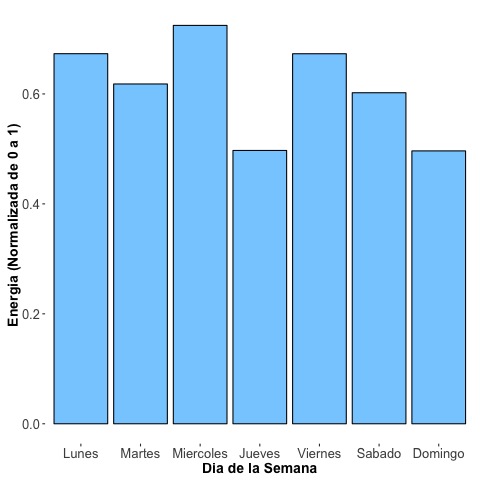 Energia (Normalizada de 0 a 1)
0.6
0.4
0.2
0.0
Lunes Martes Miercoles Jueves Viernes Sabado Domingo
Dia de la Semana